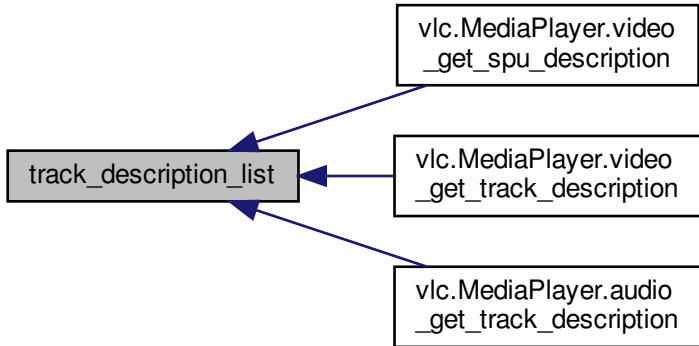 vlc.MediaPlayer.video
_get_spu_description
track_description_list
vlc.MediaPlayer.video
_get_track_description
vlc.MediaPlayer.audio
_get_track_description